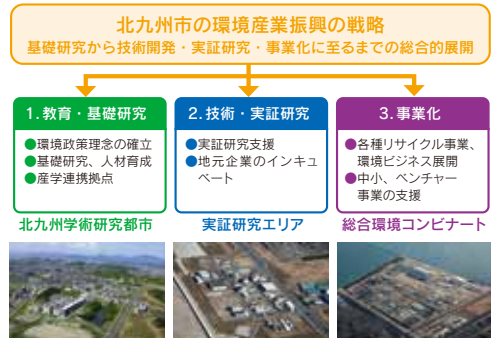 北九州市の環境産業振興の戦略
基礎研究から技術開発・実証研究・事業化に至るまでの総合的展開
1.教育・基礎研究
●環境政策理念の確立
●基礎研究、人材育成
●産学連携拠点
北九州学術研究都市
2.技術・実証研究
●実証研究支援
●地元企業のインキュ
ベート
実証研究エリア
3.事業化
●各種リサイクル事業、
環境ビジネス展開
●中小、ベンチャー
事業の支援
総合環境コンビナート